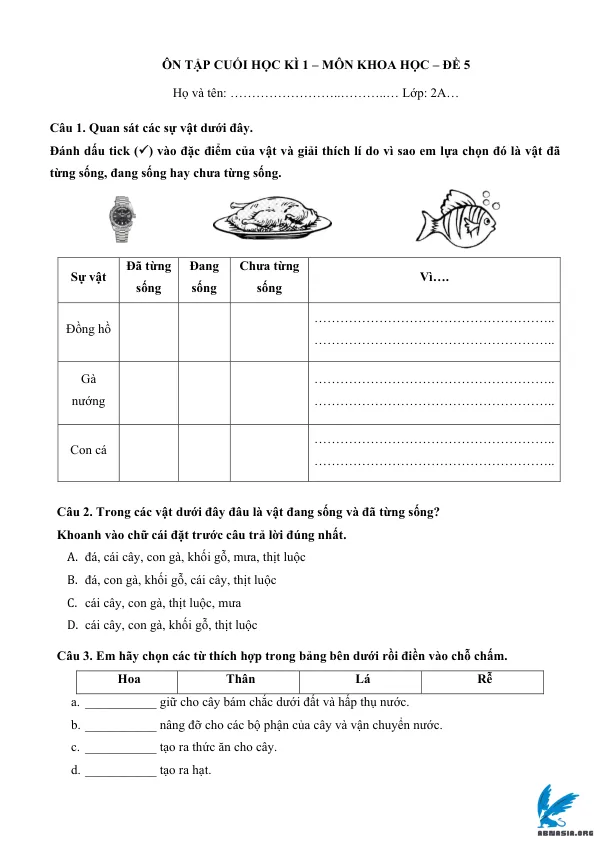 ÔN TẬP CUỐI HỌC KÌ 1 – MÔN KHOA HỌC – ĐỀ 5
Họ và tên: ……………………..………..… Lớp: 2A…
Câu 1. Quan sát các sự vật dưới đây.
Đánh dấu tick (✓) vào đặc điểm của vật và giải thích lí do vì sao em lựa chọn đó là vật đã
từng sống, đang sống hay chưa từng sống.
Sự vật
Đã từng
sống
Đang
sống
Chưa từng
sống
Vì….
Đồng hồ
………………………………………………..
………………………………………………..
Gà
nướng
………………………………………………..
………………………………………………..
Con cá
………………………………………………..
………………………………………………..
Câu 2. Trong các vật dưới đây đâu là vật đang sống và đã từng sống?
Khoanh vào chữ cái đặt trước câu trả lời đúng nhất.
A. đá, cái cây, con gà, khối gỗ, mưa, thịt luộc
B. đá, con gà, khối gỗ, cái cây, thịt luộc
C. cái cây, con gà, thịt luộc, mưa
D. cái cây, con gà, khối gỗ, thịt luộc
Câu 3. Em hãy chọn các từ thích hợp trong bảng bên dưới rồi điền vào chỗ chấm.
Hoa Thân Lá Rễ
a. ___________ giữ cho cây bám chắc dưới đất và hấp thụ nước.
b. ___________ nâng đỡ cho các bộ phận của cây và vận chuyển nước.
c. ___________ tạo ra thức ăn cho cây.
d. ___________ tạo ra hạt.
ABNASIA.ORG